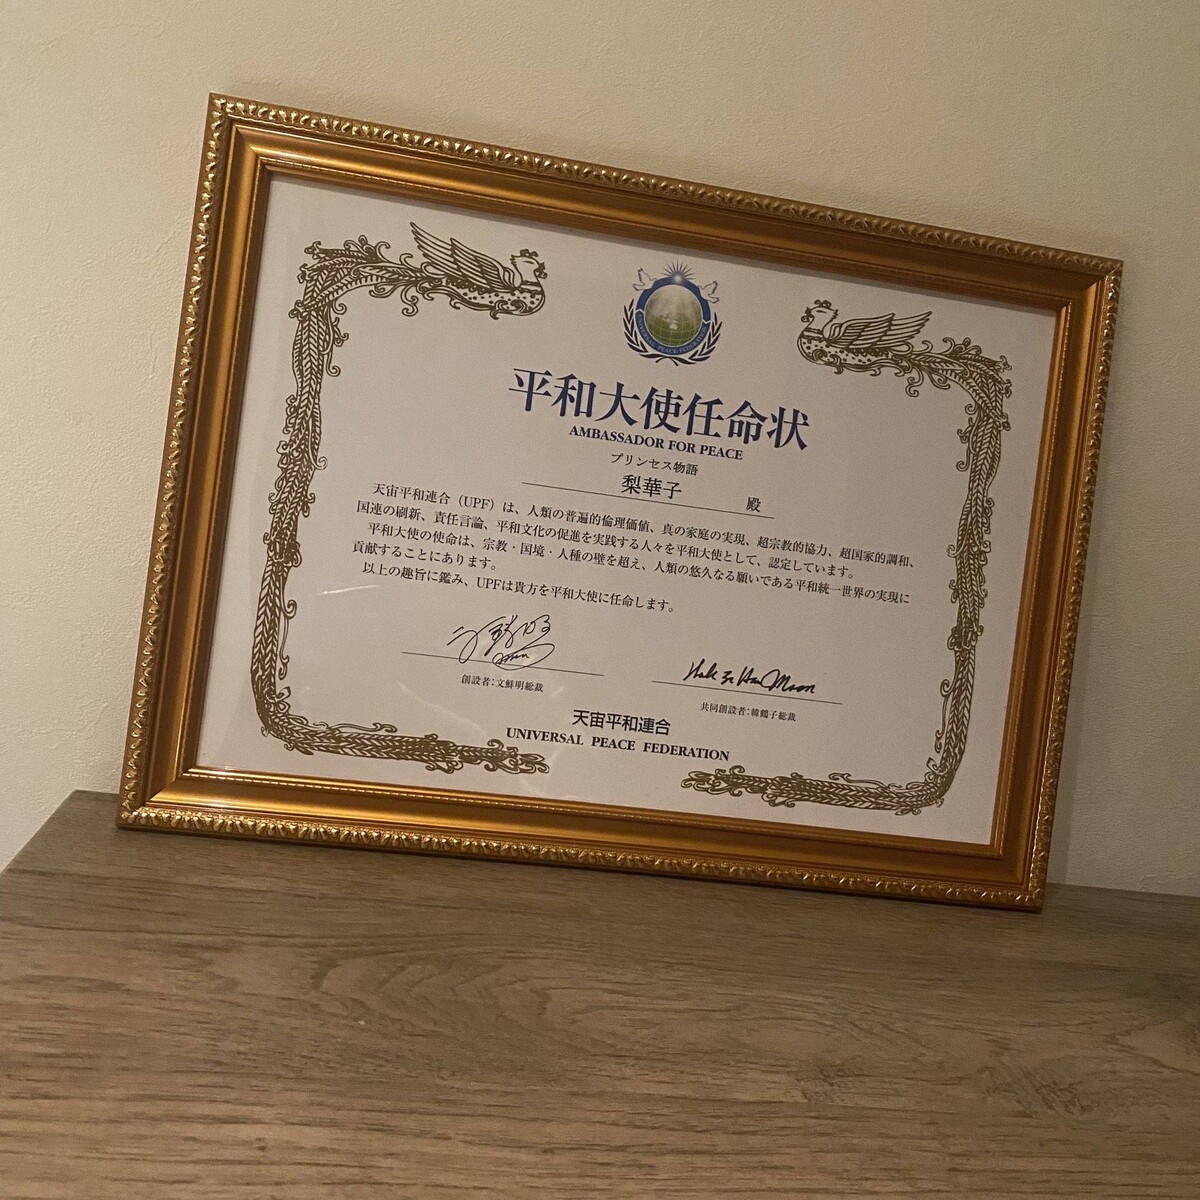 UNIVERSAL PEACE FEDERATION
平和大使任命状
AMBASSADOR FOR PEACE
プリンセス物語
梨華子 殿
天宙平和連合（UPF）は、人類の普遍的倫理価値、真の家庭の実現、超宗教的協力、超国家的調和、
国連の刷新、責任言論、平和文化の促進を実践する人々を平和大使として、認定しています。
平和大使の使命は、宗教・国境・人種の壁を超え、人類の悠久なる願いである平和統一世界の実現に
貢献することにあります。
以上の趣旨に鑑み、UPFは貴方を平和大使に任命します。
Hak Ja Han Moon
創設者：文鮮明総裁
共同創設者：韓鶴子総裁
天宙平和連合
UNIVERSAL PEACE FEDERATION